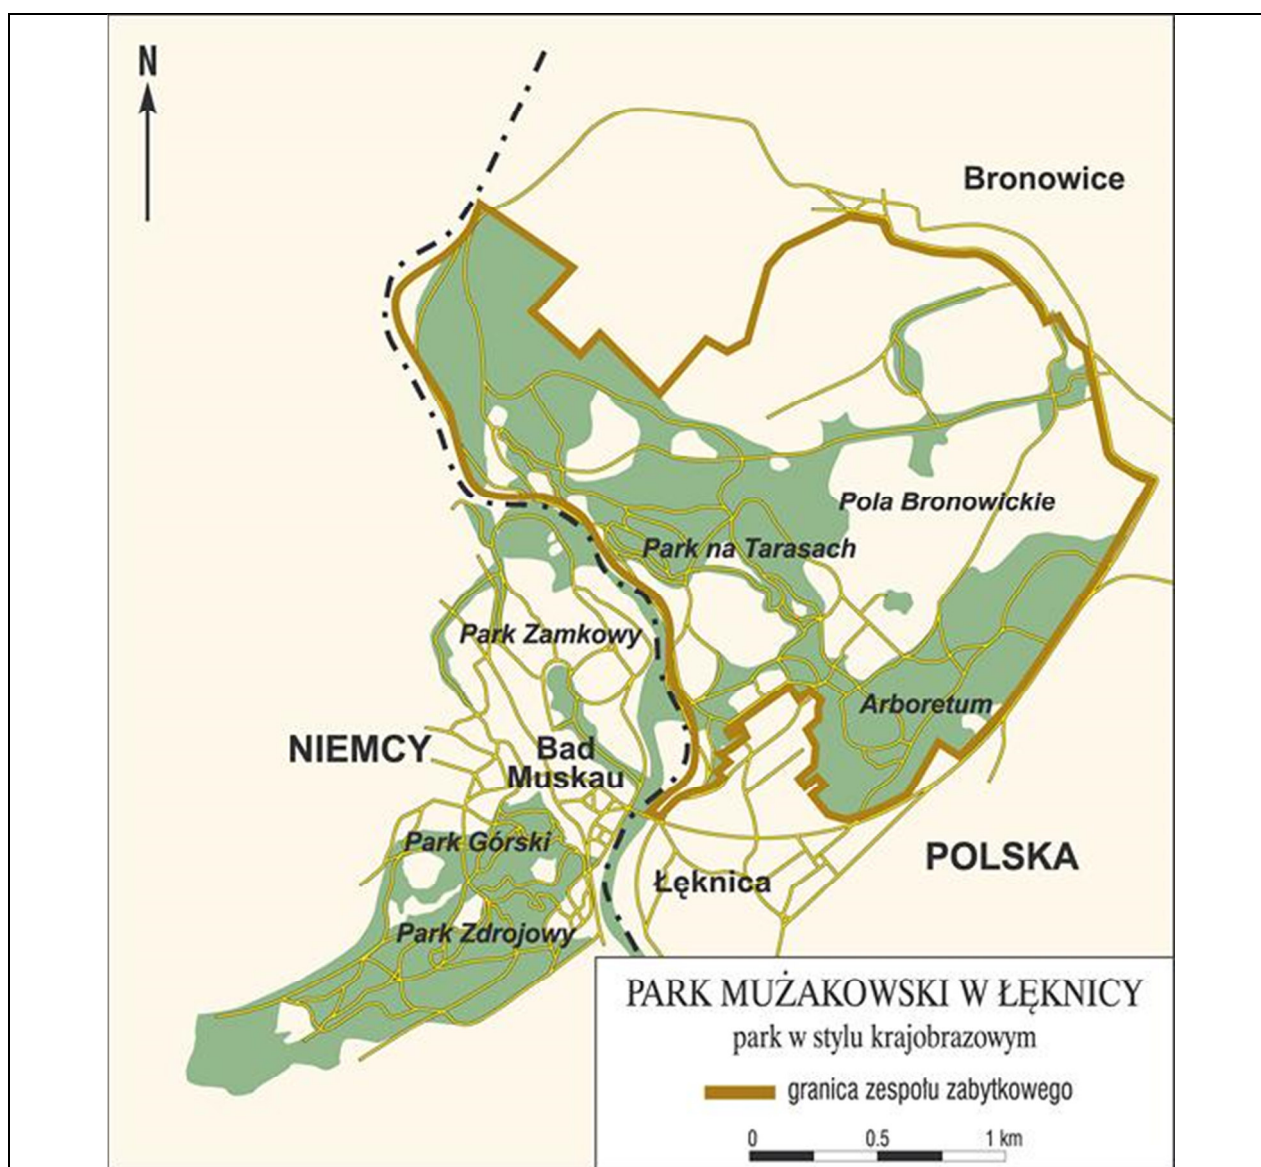 N
Bronowice
Pola Bronowickie
Park na Tarasach
Park Zamkowy
Arboretum
NIEMCY
Bad
Muskau
Park Górski
POLSKA
Łęknica
Park Zdrojowy
PARK MUŻAKOWSKI W ŁĘKNICY
park w stylu krajobrazowym
granica zespołu zabytkowego
0 0.5 1 km